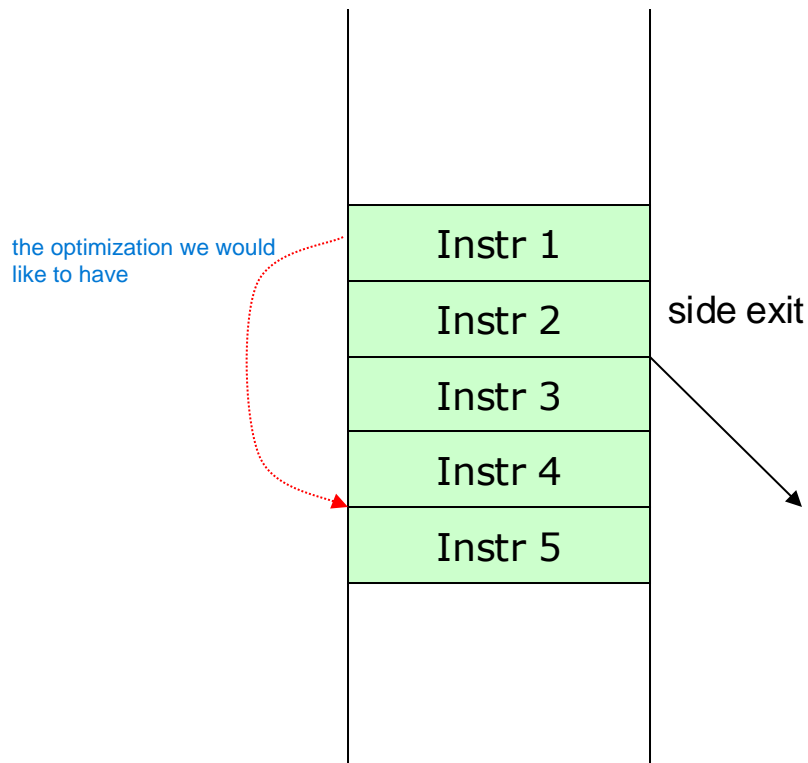 the optimization we would
like to have
Instr 1
Instr 2
side exit
Instr 3
Instr 4
Instr 5